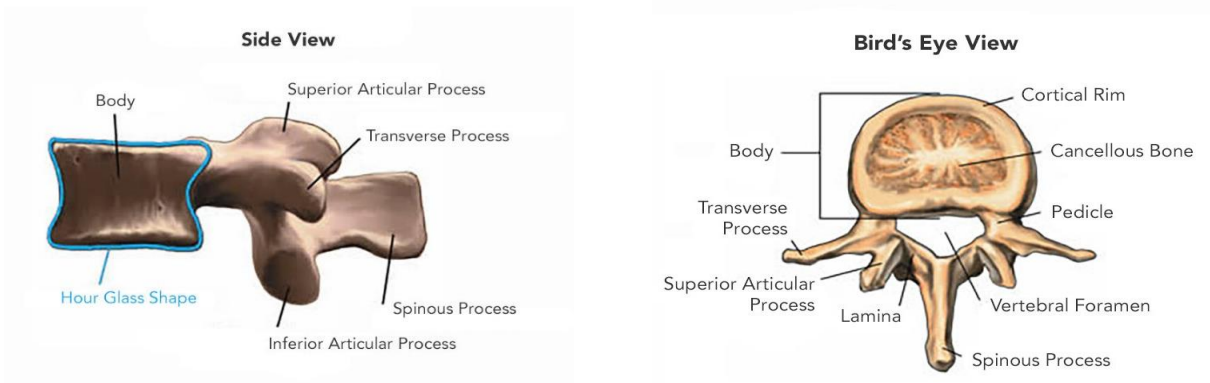 Side View
Body
Superior Articular Process
Transverse Process
Hour Glass Shape
Spinous Process
Inferior Articular Process
Bird's Eye View
Cortical Rim
Body
Cancellous Bone
Transverse
Process
Pedicle
Superior Articular
Process
Lamina
Vertebral Foramen
Spinous Process